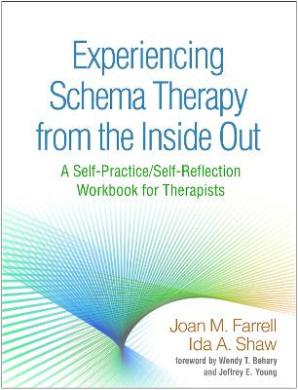 Experiencing
Schema Therapy
from the Inside Out
A Self-Practice/Self-Reflection
Workbook for Therapists
Joan M. Farrell
Ida A. Shaw
foreword by Wendy T. Behary
and Jeffrey E. Young